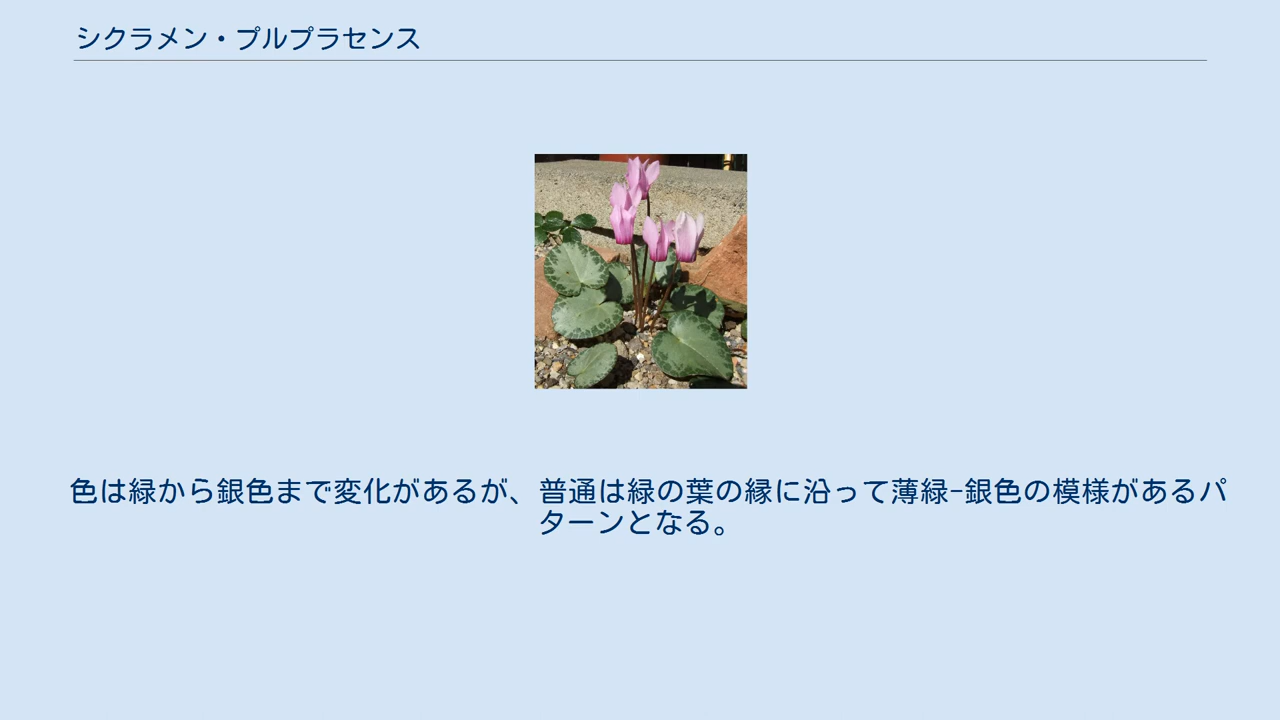 シクラメン・プルプラセンス
色は緑から銀色まで変化があるが、普通は緑の葉の縁に沿って薄緑-銀色の模様があるパ
ターンとなる。